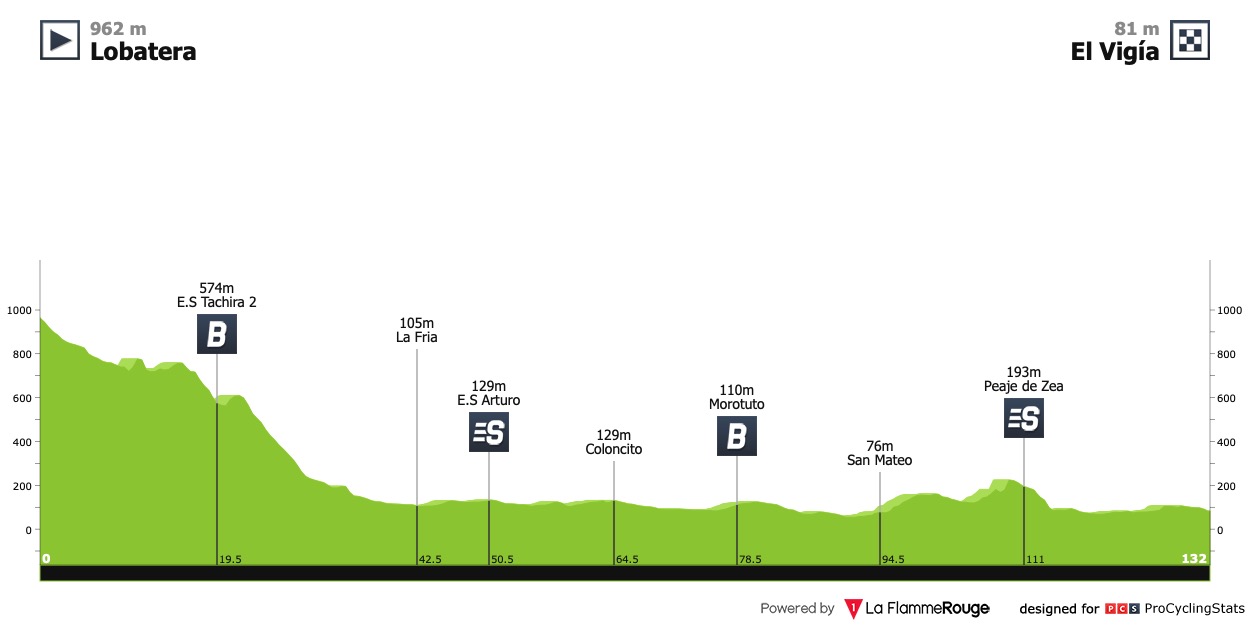 962 m
Lobatera
81 m
El Vigía
574m
E.S Tachira 2
B
105m
La Fria
129m
E.S Arturo
S
129m
Coloncito
110m
Morotuto
B
76m
San Mateo
193m
Peaje de Zea
S
1000
800
600
400
200
0
1000
800
600
400
200
0
0
19.5
42.5
50.5
64.5
78.5
94.5
111
132
Powered by 1 La FlammeRouge designed for PCS ProCyclingStats